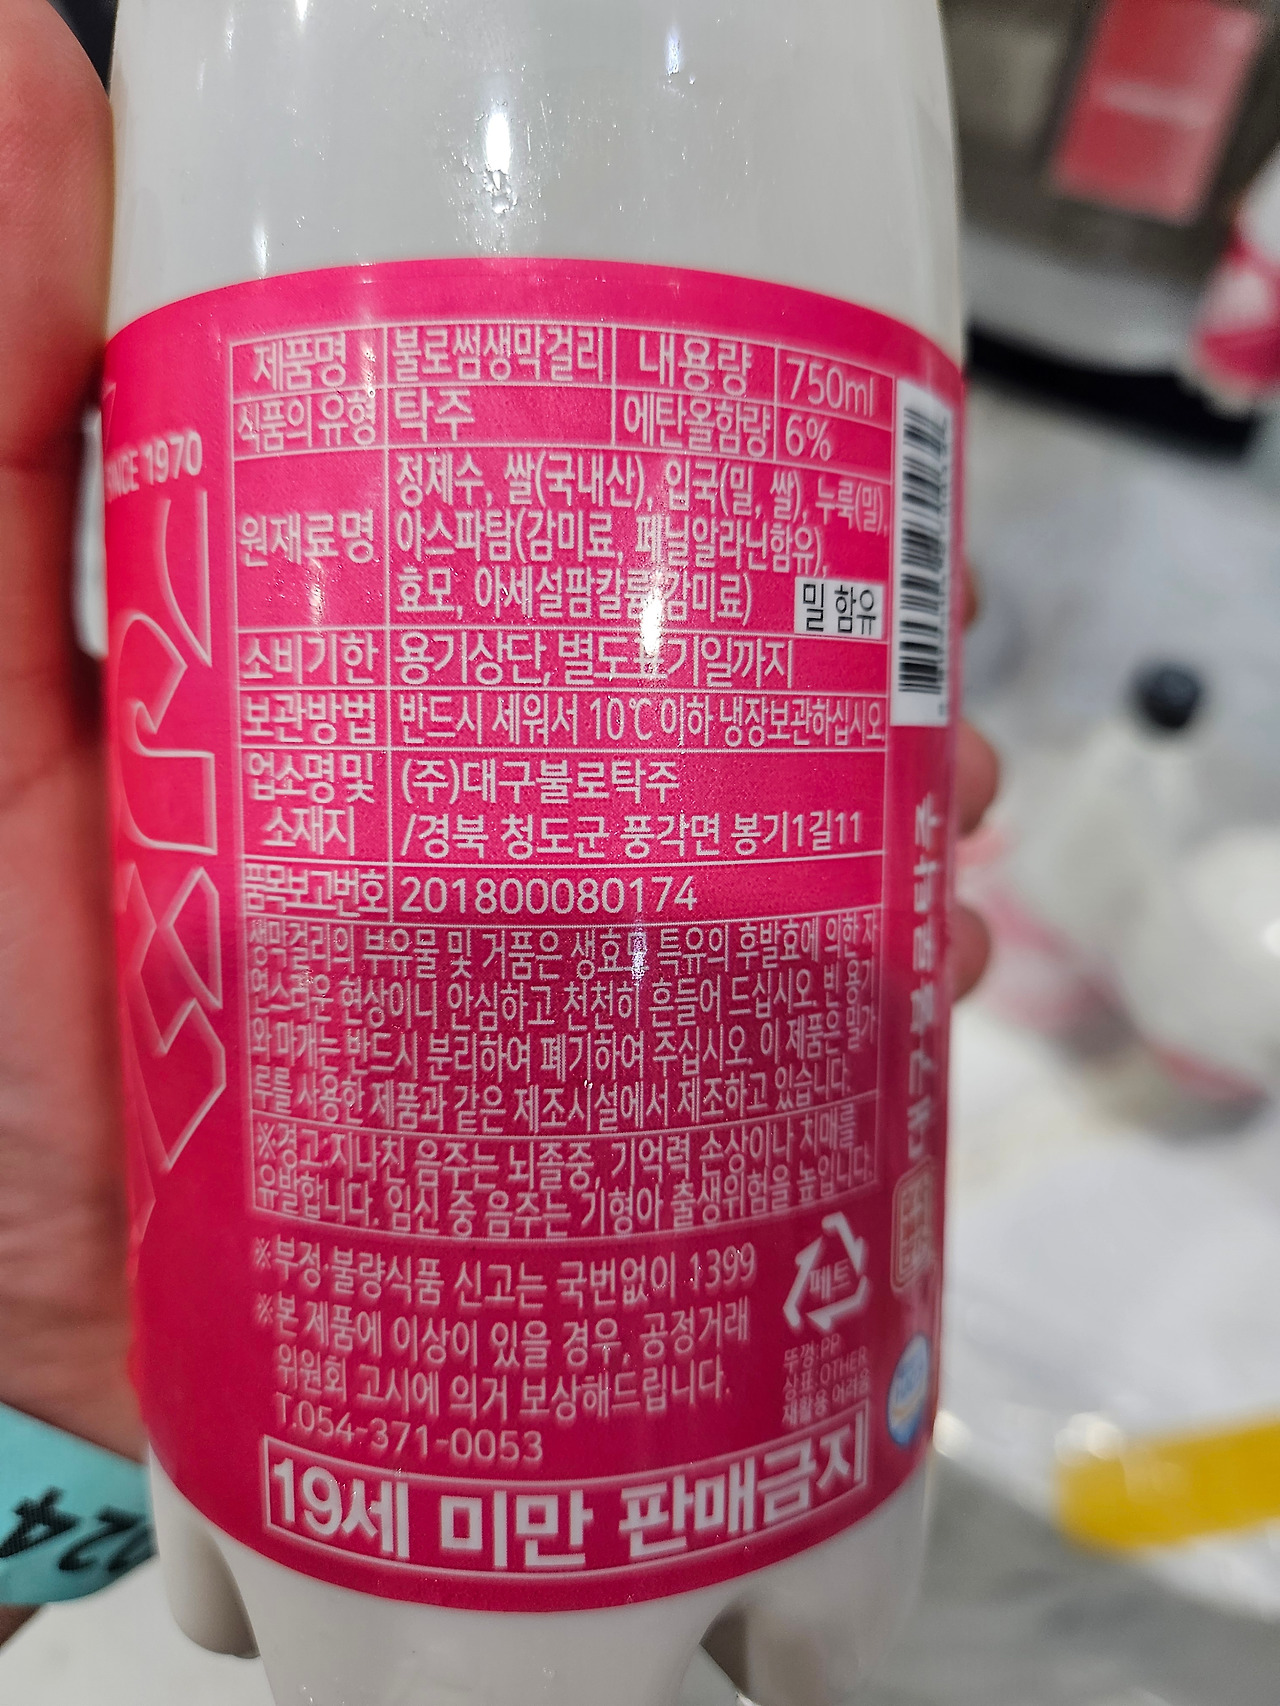 SINCE 1970
제품명 불로썸생막걸리 내용량 750ml
식품의 유형 탁주 에탄올함량 6%
원재료명 정제수, 쌀(국내산), 입국(밀, 쌀), 누룩(밀),
아스파탐(감미료, 페닐알라닌함유),
효모, 아세설팜칼륨(감미료) 밀 함유
소비기한 용기상단, 별도표기일까지
보관방법 반드시 세워서 10℃ 이하 냉장보관하십시오
업소명 및 (주)대구불로탁주
소재지 /경북 청도군 풍각면 봉기1길11
품목보고번호 201800080174
생막걸리의 부유물 및 거품은 생효모 특유의 후발효에 의한 자
연스러운 현상이니 안심하고 천천히 흔들어 드십시오. 빈 용기
와 마개는 반드시 분리하여 폐기하여 주십시오. 이 제품은 밀가
루를 사용한 제품과 같은 제조시설에서 제조하고 있습니다.
※경고:지나친 음주는 뇌졸중, 기억력 손상이나 치매를
유발합니다. 임신 중 음주는 기형아 출생위험을 높입니다.
※부정·불량식품 신고는 국번없이 1399
※본 제품에 이상이 있을 경우, 공정거래
위원회 고시에 의거 보상해드립니다.
T.054-371-0053
페트
뚜껑:PP
상표:OTHER
재활용 어려움
19세 미만 판매금지
대구불로탁주